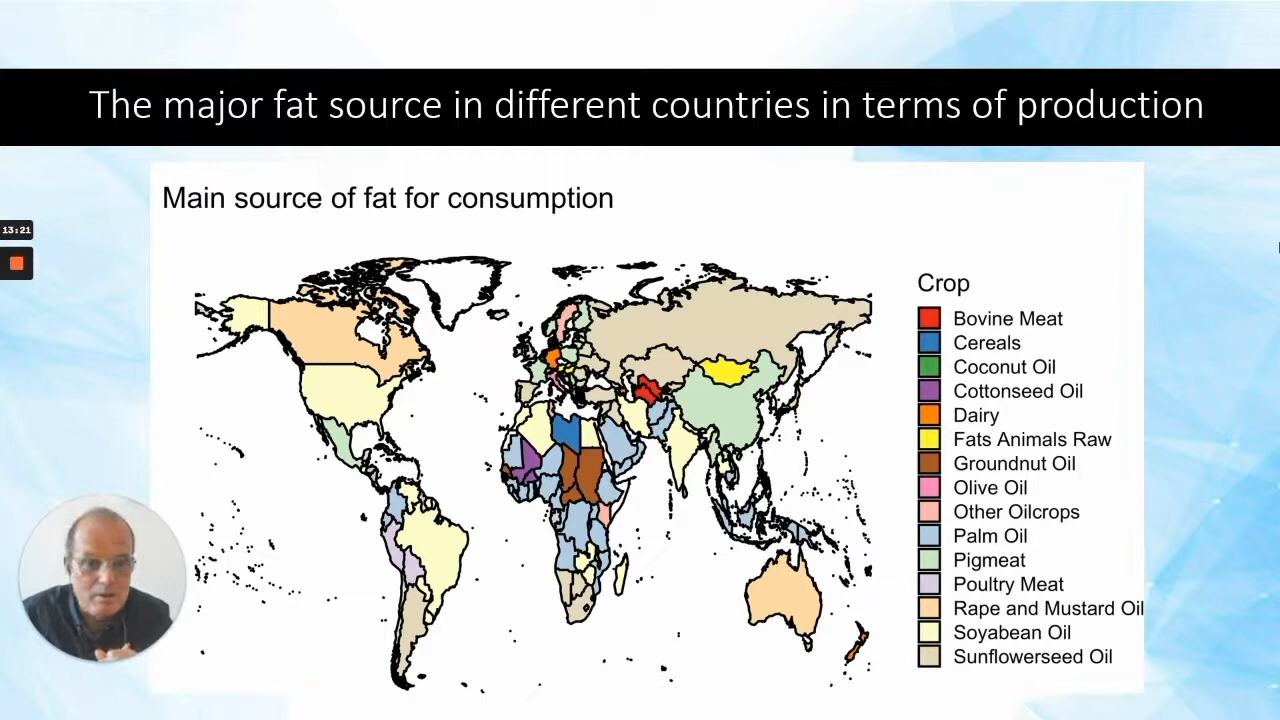 The major fat source in different countries in terms of production
Main source of fat for consumption
13:21
Crop
Bovine Meat
Cereals
Coconut Oil
Cottonseed Oil
Dairy
Fats Animals Raw
Groundnut Oil
Olive Oil
Other Oilcrops
Palm Oil
Pigmeat
Poultry Meat
Rape and Mustard Oil
Soyabean Oil
Sunflowerseed Oil